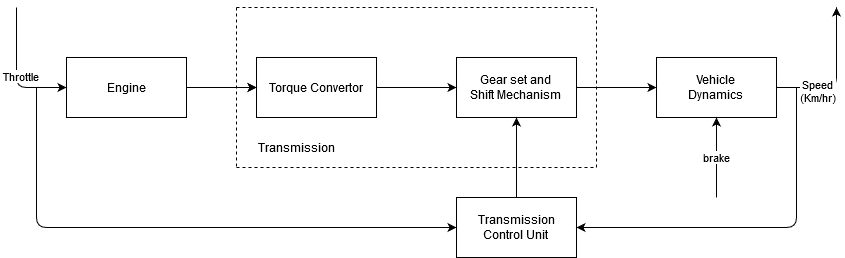 Throttle
Engine
Torque Convertor
Gear set and
Shift Mechanism
Vehicle
Dynamics
Speed
(Km/hr)
Transmission
brake
Transmission
Control Unit